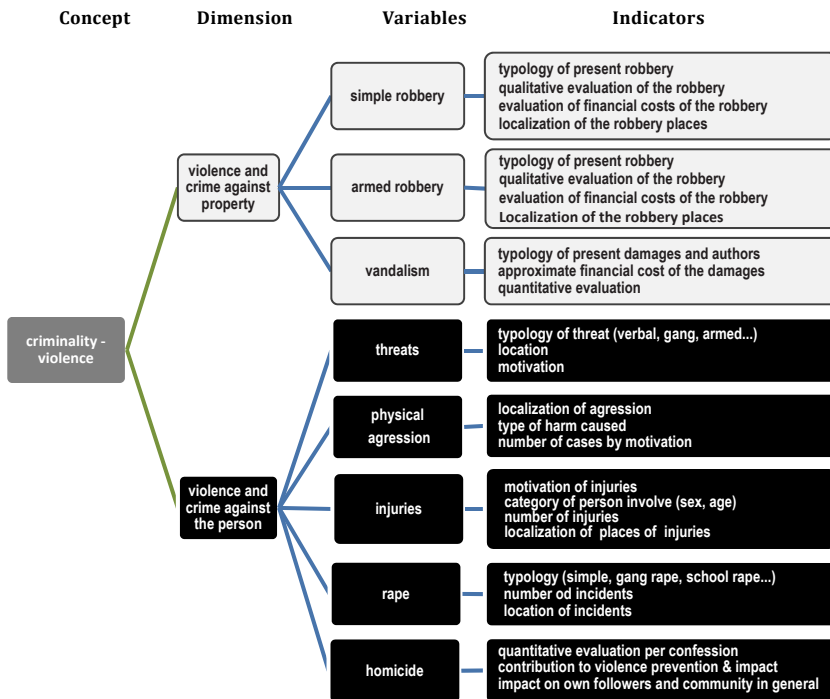 Concept Dimension Variables Indicators
simple robbery
typology of present robbery
qualitative evaluation of the robbery
evaluation of financial costs of the robbery
localization of the robbery places
violence and
crime against
property
armed robbery
typology of present robbery
qualitative evaluation of the robbery
evaluation of financial costs of the robbery
Localization of the robbery places
vandalism
typology of present damages and authors
approximate financial cost of the damages
quantitative evaluation
criminality -
violence
threats
typology of threat (verbal, gang, armed...)
location
motivation
physical
agression
localization of agression
type of harm caused
number of cases by motivation
violence and
crime against
the person
injuries
motivation of injuries
category of person involve (sex, age)
number of injuries
localization of places of injuries
rape
typology (simple, gang rape, school rape...)
number od incidents
location of incidents
homicide
quantitative evaluation per confession
contribution to violence prevention & impact
impact on own followers and community in general